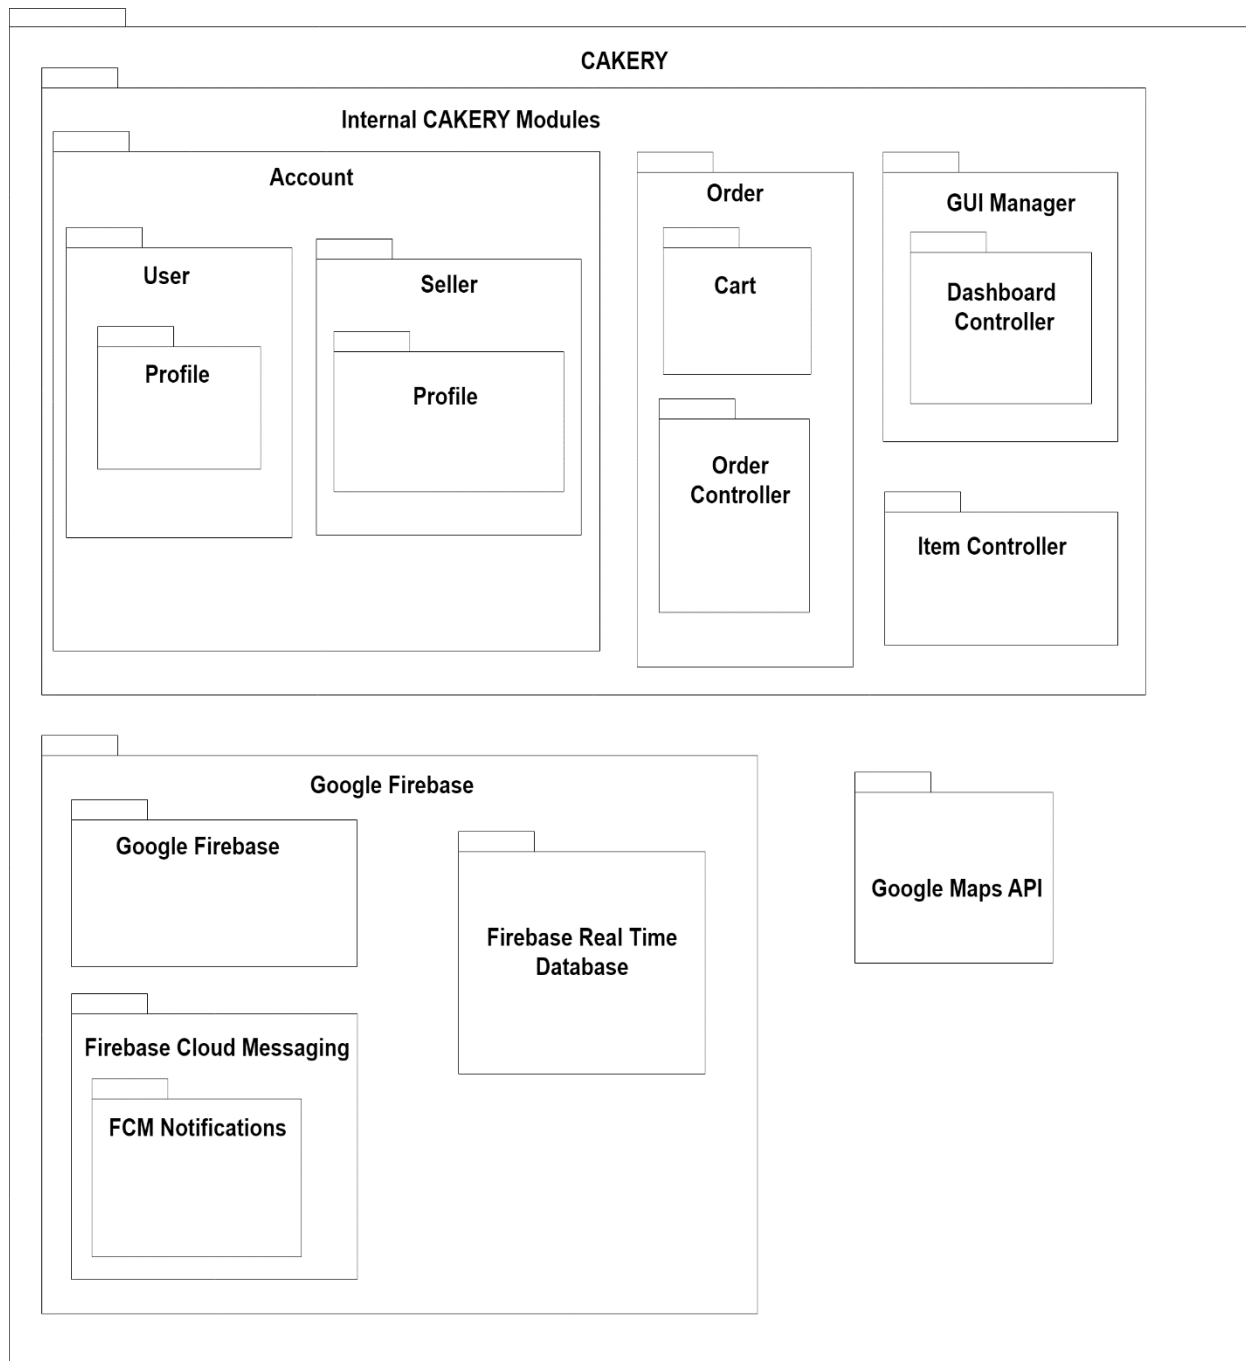 CAKERY
Internal CAKERY Modules
Account
User
Profile
Seller
Profile
Order
Cart
Order
Controller
GUI Manager
Dashboard
Controller
Item Controller
Google Firebase
Google Firebase
Firebase Real Time
Database
Firebase Cloud Messaging
FCM Notifications
Google Maps API